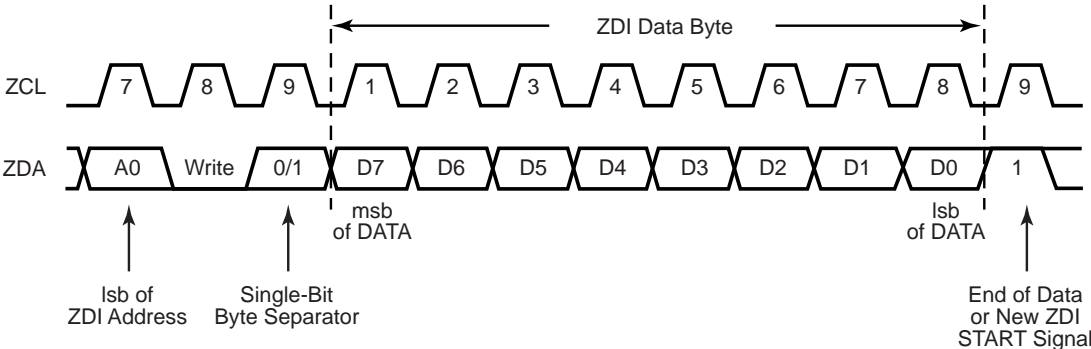 ZDI Data Byte
ZCL 7 8 9 1 2 3 4 5 6 7 8 9
ZDA A0 Write 0/1 D7 D6 D5 D4 D3 D2 D1 D0 1
msb
of DATA
lsb
of DATA
lsb of
ZDI Address
Single-Bit
Byte Separator
End of Data
or New ZDI
START Signal